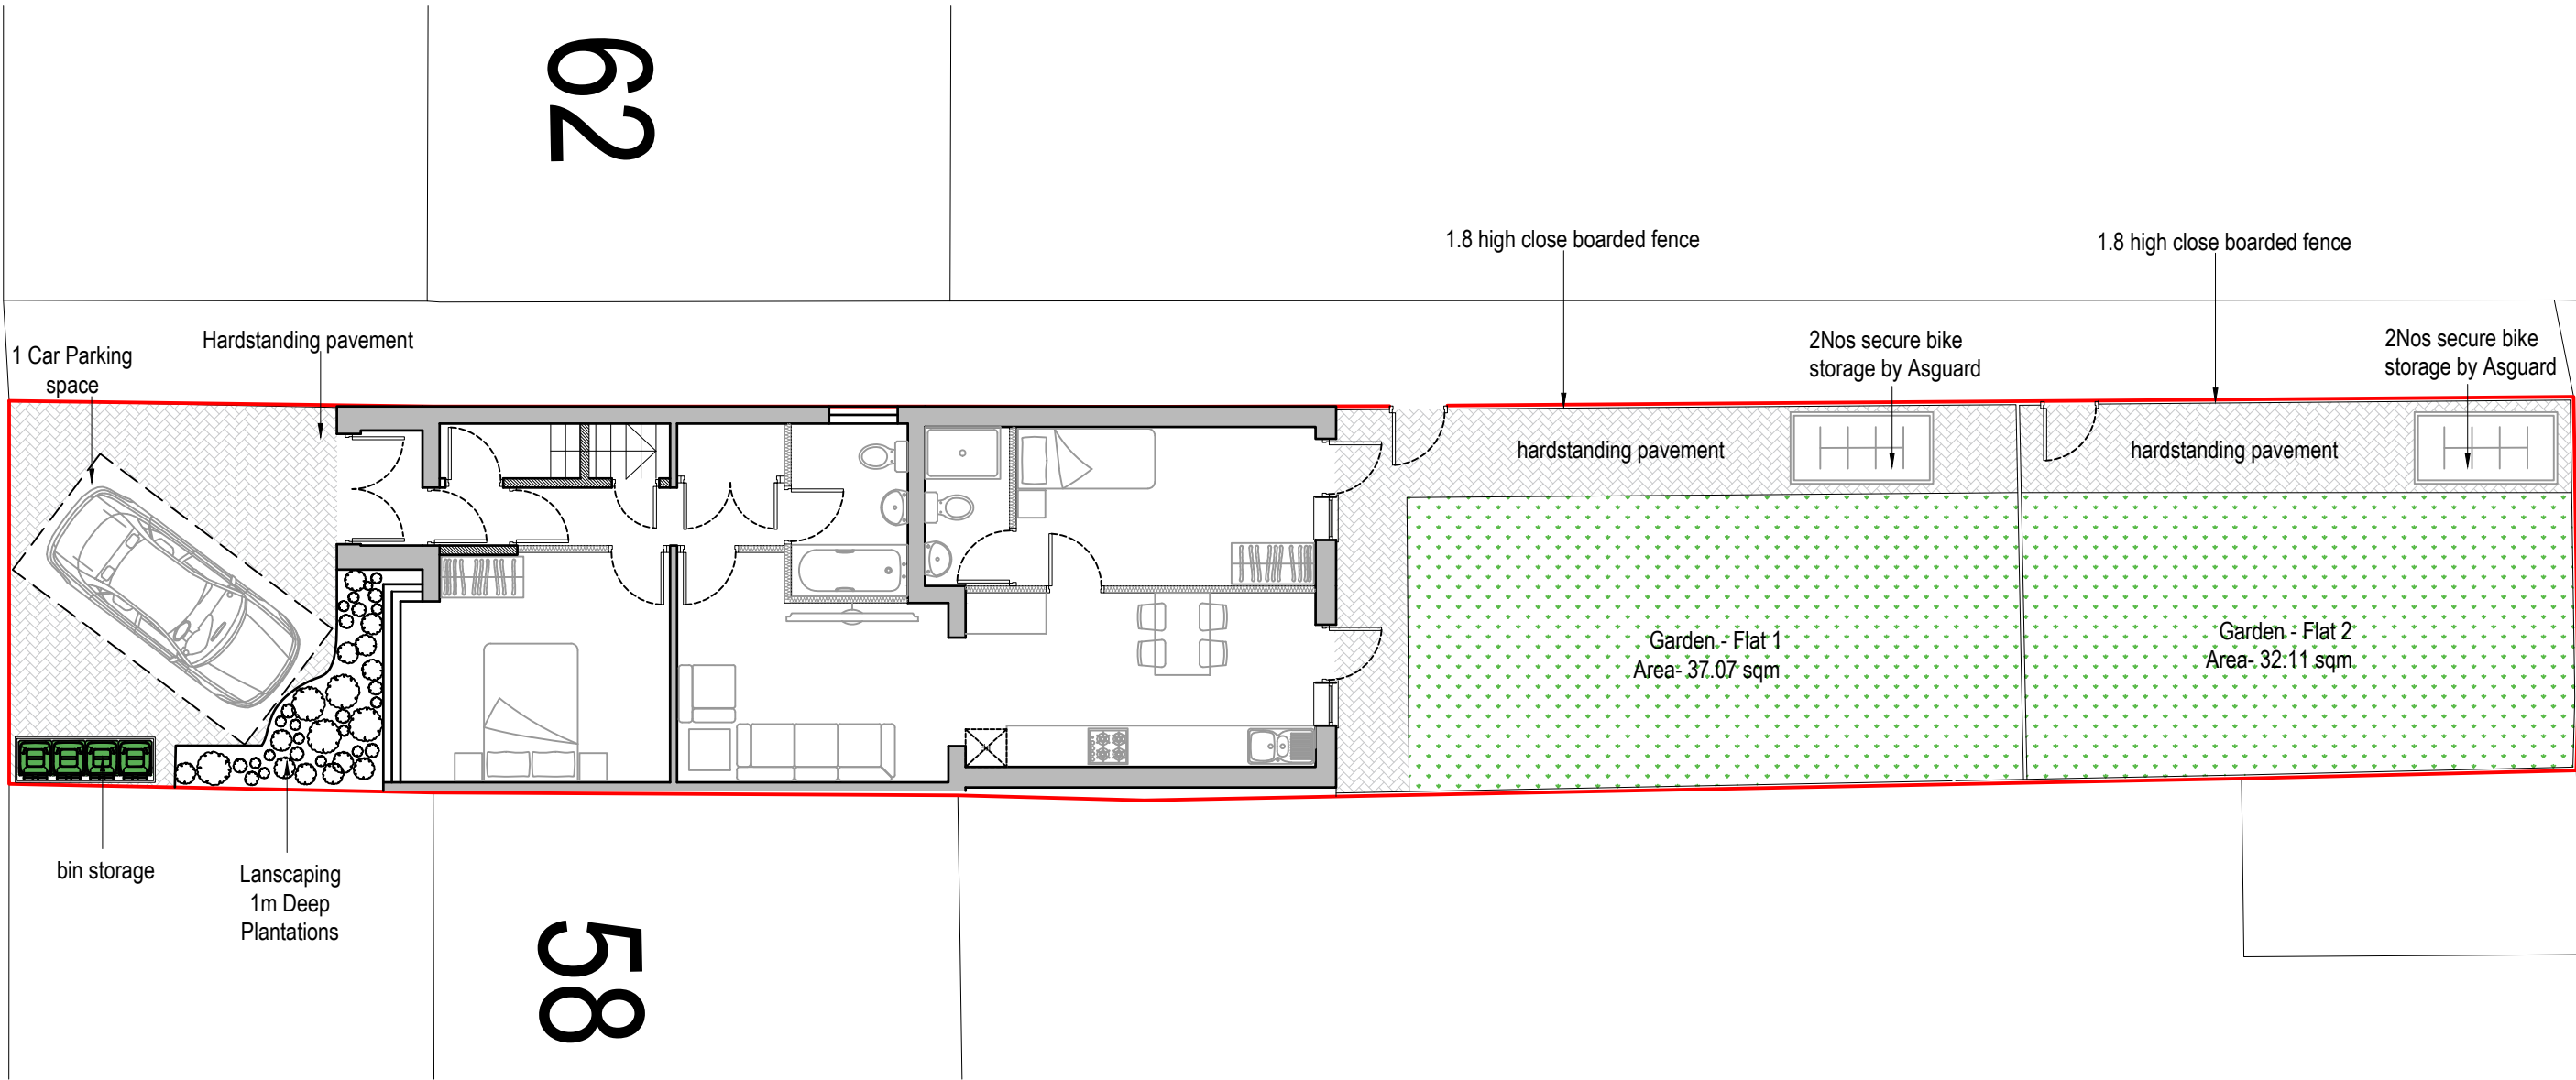 62
1.8 high close boarded fence
1.8 high close boarded fence
1 Car Parking
space
Hardstanding pavement
2Nos secure bike
storage by Asguard
2Nos secure bike
storage by Asguard
hardstanding pavement
hardstanding pavement
Garden - Flat 1
Area- 37.07 sqm
Garden - Flat 2
Area- 32.11 sqm
bin storage
Lanscaping
1m Deep
Plantations
58